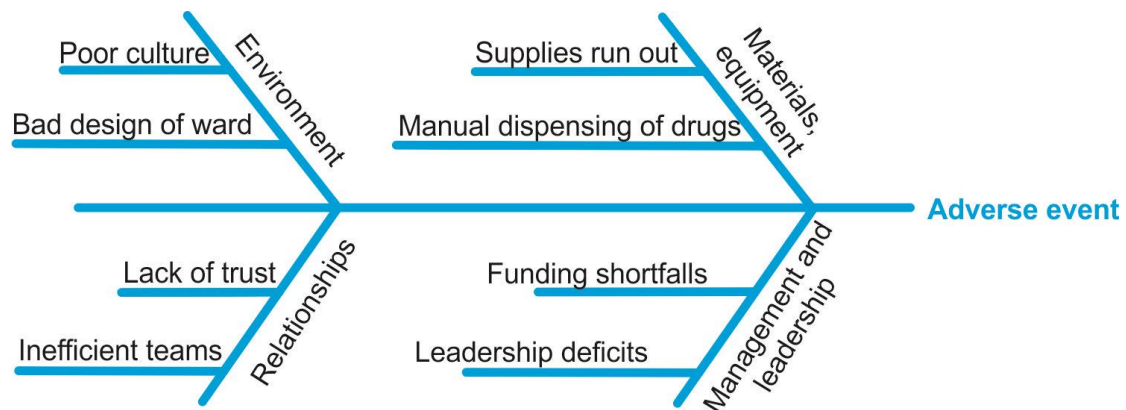 Poor culture
Bad design of ward
Environment
Supplies run out
Manual dispensing of drugs
Materials,
equipment
Adverse event
Lack of trust
Inefficient teams
Relationships
Funding shortfalls
Leadership deficits
Management and
leadership